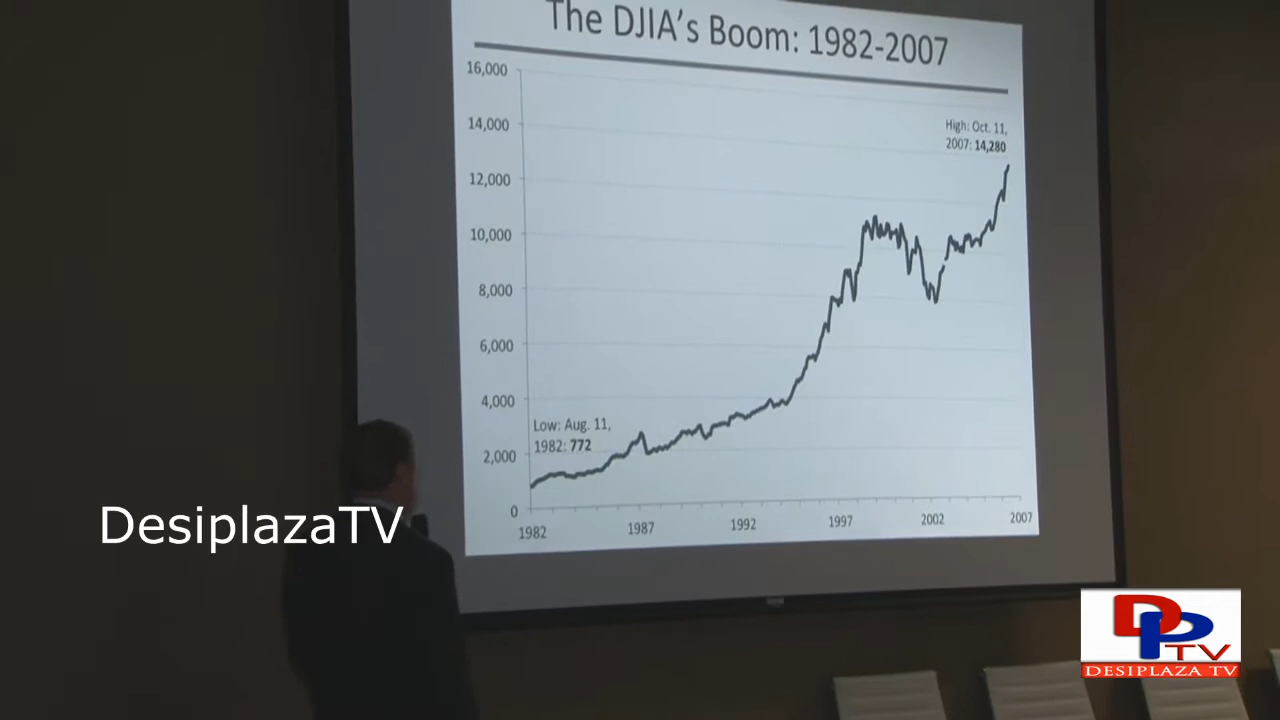 The DJIA's Boom: 1982-2007
16,000
14,000
12,000
10,000
8,000
6,000
4,000
2,000
0
High: Oct. 11,
2007: 14,280
Low: Aug. 11,
1982: 772
1982
1987
1992
1997
2002
2007
DesiplazaTV
DP
TV
DESIPLAZA TV